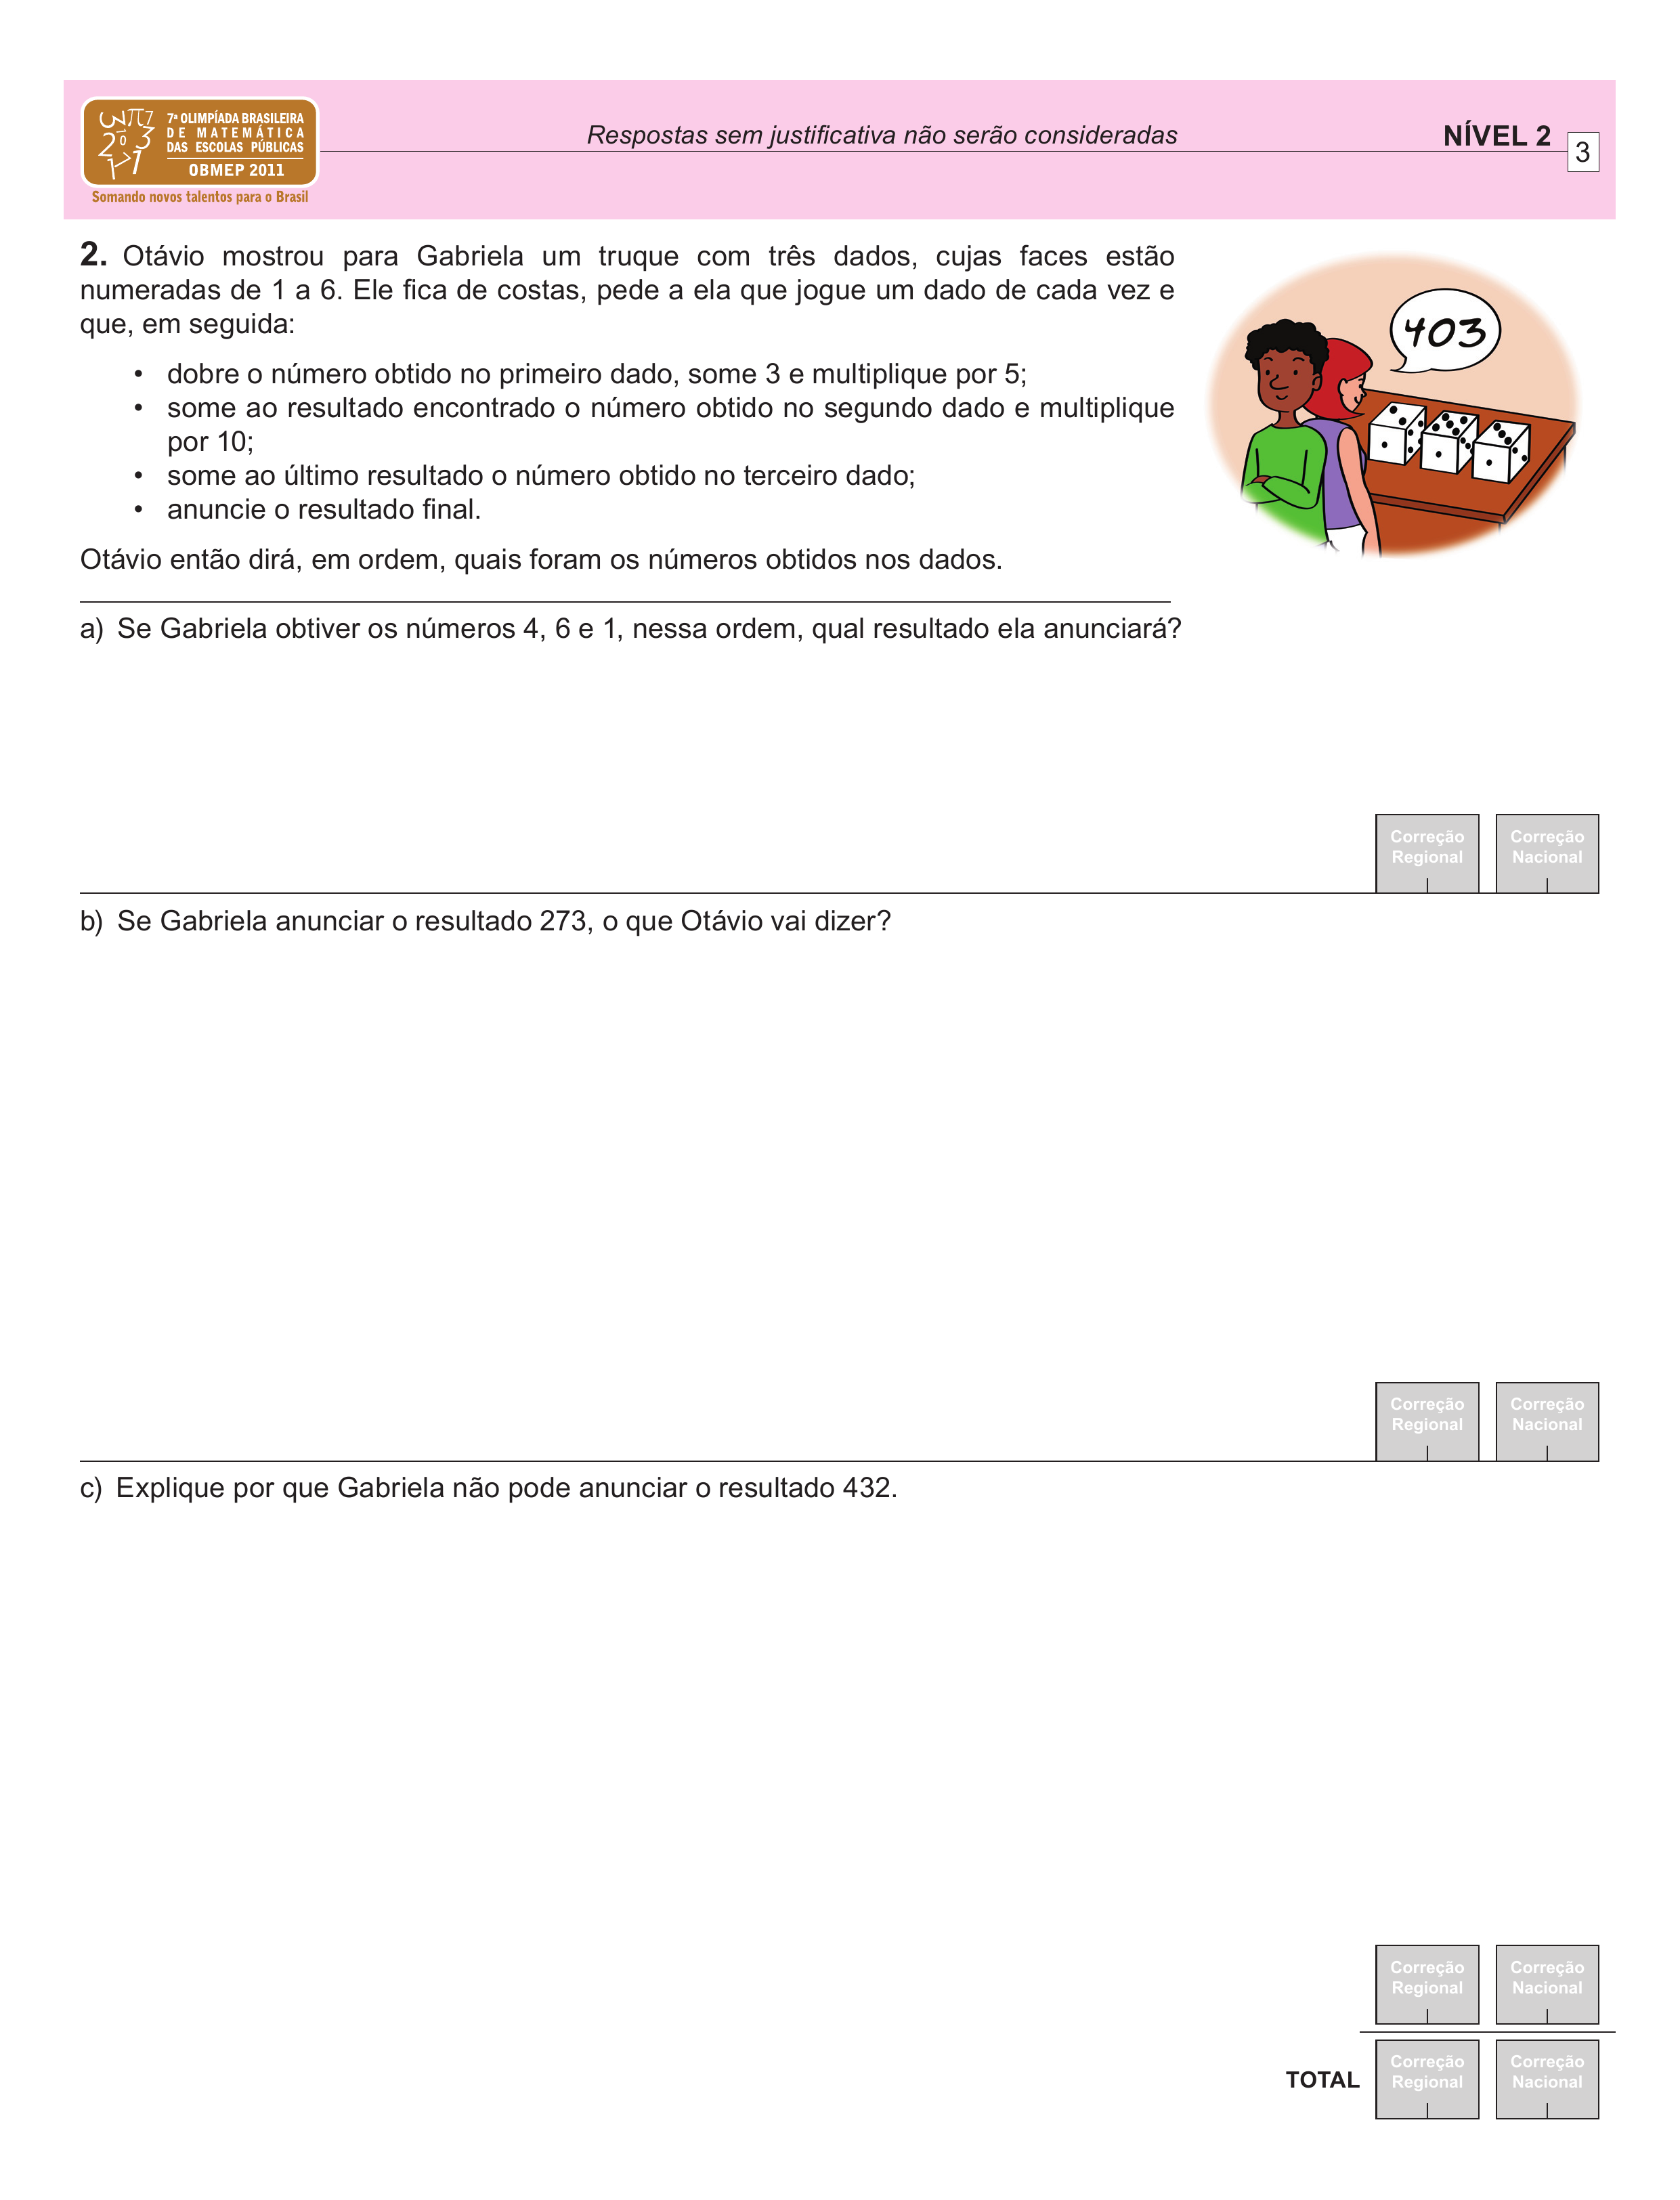 7ª OLIMPÍADA BRASILEIRA
DE MATEMÁTICA
DAS ESCOLAS PÚBLICAS
OBMEP 2011
Somando novos talentos para o Brasil
Respostas sem justificativa não serão consideradas
NÍVEL 2
3
2. Otávio mostrou para Gabriela um truque com três dados, cujas faces estão
numeradas de 1 a 6. Ele fica de costas, pede a ela que jogue um dado de cada vez e
que, em seguida:
• dobre o número obtido no primeiro dado, some 3 e multiplique por 5;
• some ao resultado encontrado o número obtido no segundo dado e multiplique
por 10;
• some ao último resultado o número obtido no terceiro dado;
• anuncie o resultado final.
Otávio então dirá, em ordem, quais foram os números obtidos nos dados.
403
a) Se Gabriela obtiver os números 4, 6 e 1, nessa ordem, qual resultado ela anunciará?
Correção Regional
Correção Nacional
b) Se Gabriela anunciar o resultado 273, o que Otávio vai dizer?
Correção Regional
Correção Nacional
c) Explique por que Gabriela não pode anunciar o resultado 432.
Correção Regional
Correção Nacional
TOTAL
Correção Regional
Correção Nacional